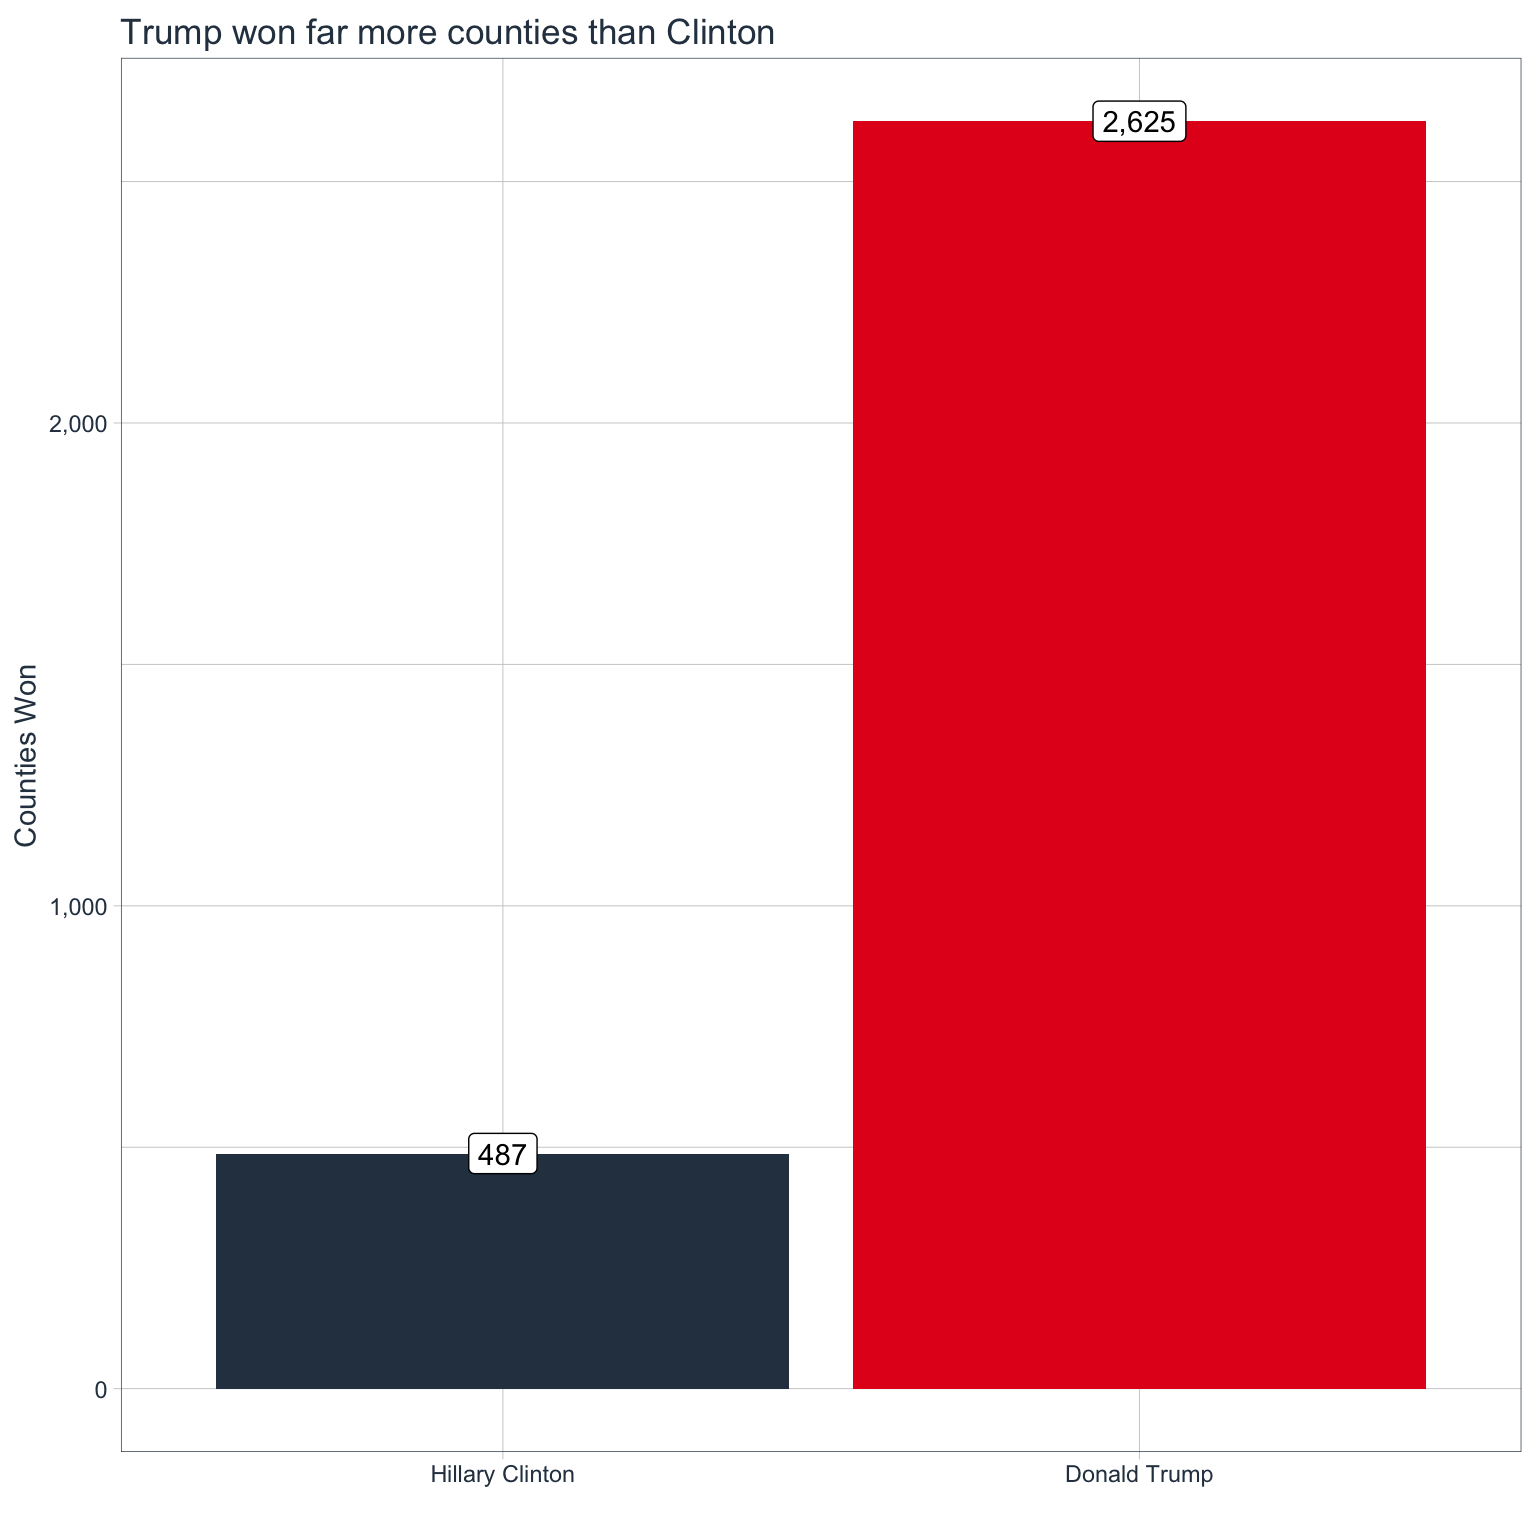 Trump won far more counties than Clinton
2,625
2,000
Counties Won
1,000
487
0
Hillary Clinton
Donald Trump